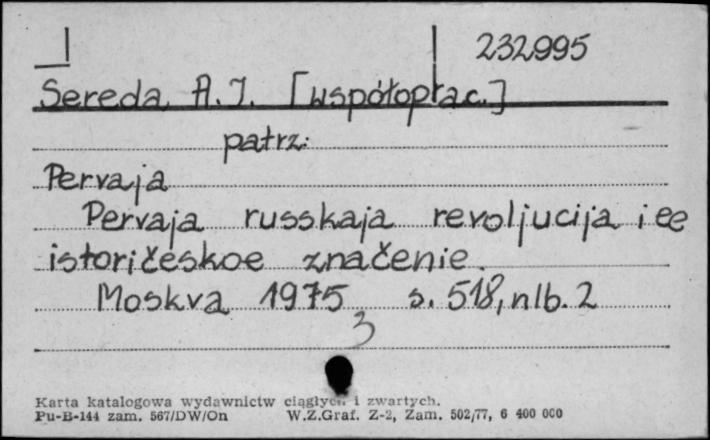 232995
Sereda A.I. [współoprac.]
patrz:
Pervaja
Pervaja russkaja revoljucija i ee
istoričeskoe značenie.
Moskva 1975 s. 518, nlb. 2
3
Karta katalogowa wydawnictw ciągłych i zwartych.
Pu-B-144 zam. 567/DW/On W.Z.Graf. Z-2, Zam. 502/77, 6 400 000